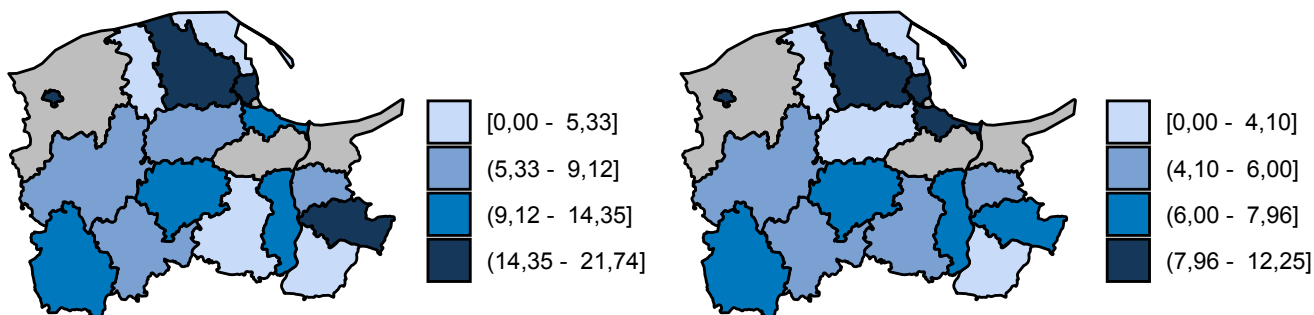 [0,00 - 5,33]
(5,33 - 9,12]
(9,12 - 14,35]
(14,35 - 21,74]
[0,00 - 4,10]
(4,10 - 6,00]
(6,00 - 7,96]
(7,96 - 12,25]